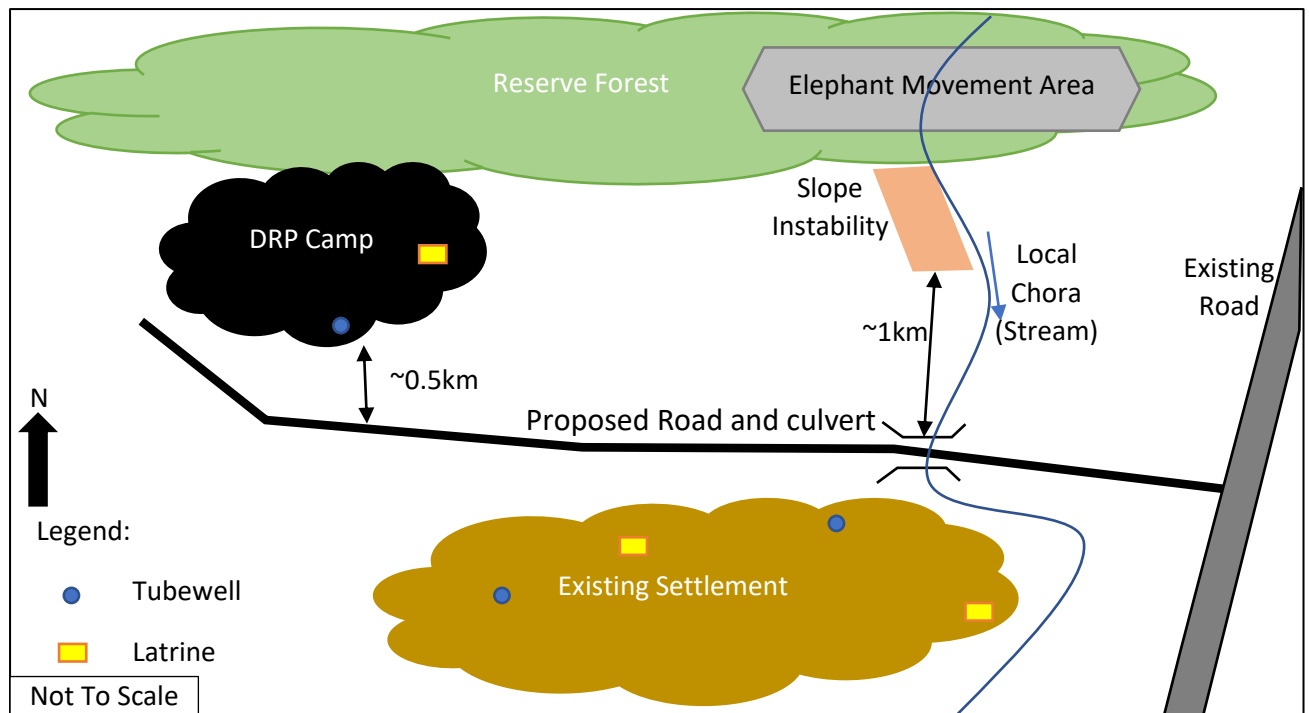 Reserve Forest
Elephant Movement Area
DRP Camp
Slope
Instability
Local
Chora
(Stream)
Existing
Road
~1km
~0.5km
N
Proposed Road and culvert
Legend:
Tubewell
Existing Settlement
Latrine
Not To Scale